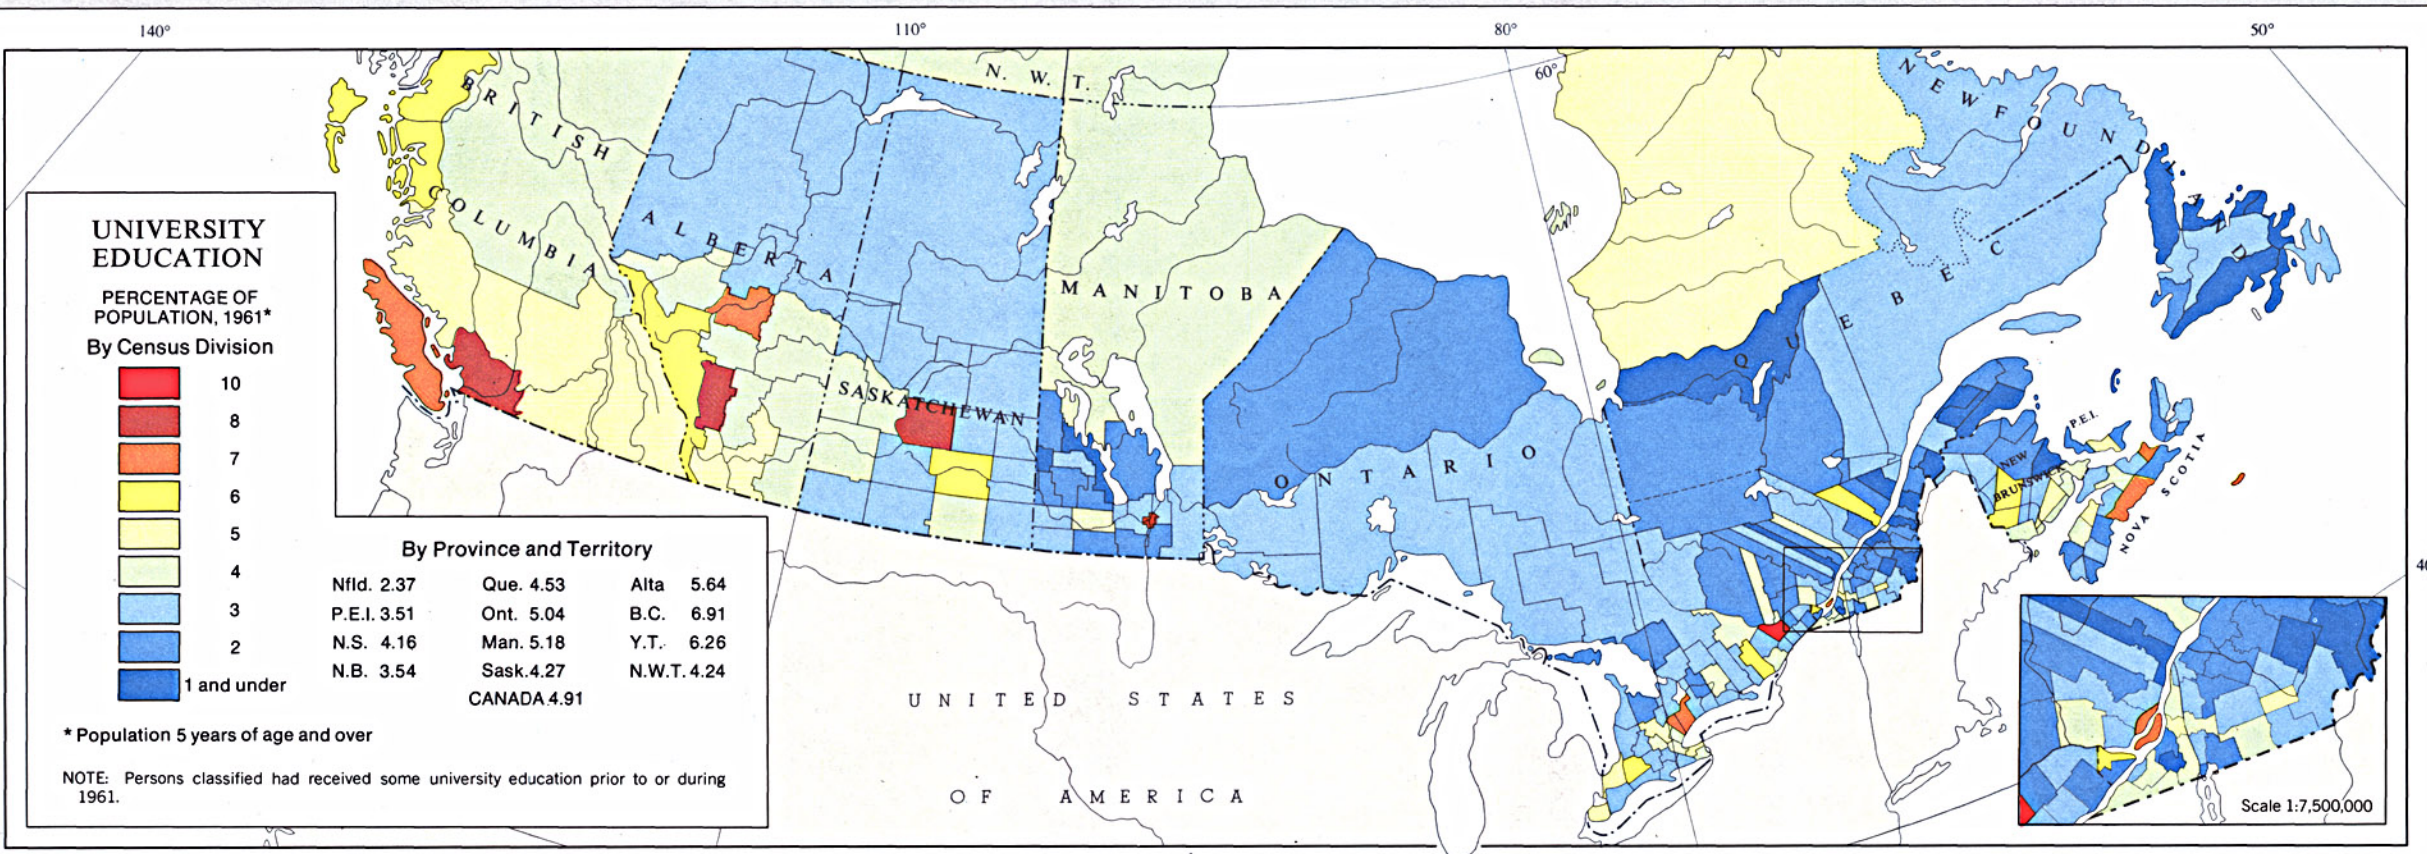 140°
110°
80°
50°
60°
40
N. W. T.
BRITISH
COLUMBIA
ALBERTA
SASKATCHEWAN
MANITOBA
ONTARIO
QUEBEC
NEWFOUNDLAND
P.E.I.
NEW
BRUNSWICK
NOVA SCOTIA
UNITED STATES
OF AMERICA
UNIVERSITY
EDUCATION
PERCENTAGE OF
POPULATION, 1961*
By Census Division
10
8
7
6
5
4
3
2
1 and under
By Province and Territory
Nfld. 2.37 Que. 4.53 Alta 5.64
P.E.I. 3.51 Ont. 5.04 B.C. 6.91
N.S. 4.16 Man. 5.18 Y.T. 6.26
N.B. 3.54 Sask. 4.27 N.W.T. 4.24
CANADA 4.91
* Population 5 years of age and over
NOTE: Persons classified had received some university education prior to or during
1961.
Scale 1:7,500,000